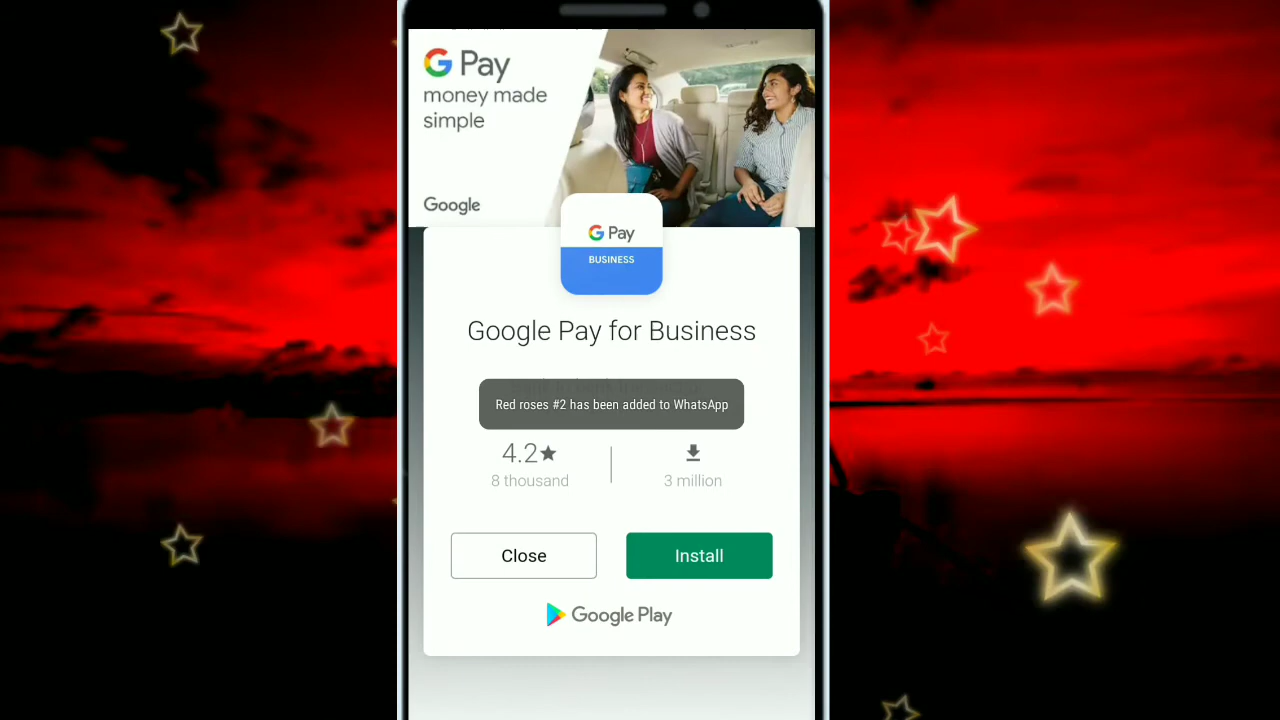 G Pay
money made
simple
Google
G Pay
BUSINESS
Google Pay for Business
Red roses #2 has been added to WhatsApp
4.2★
8 thousand
3 million
Close
Install
Google Play